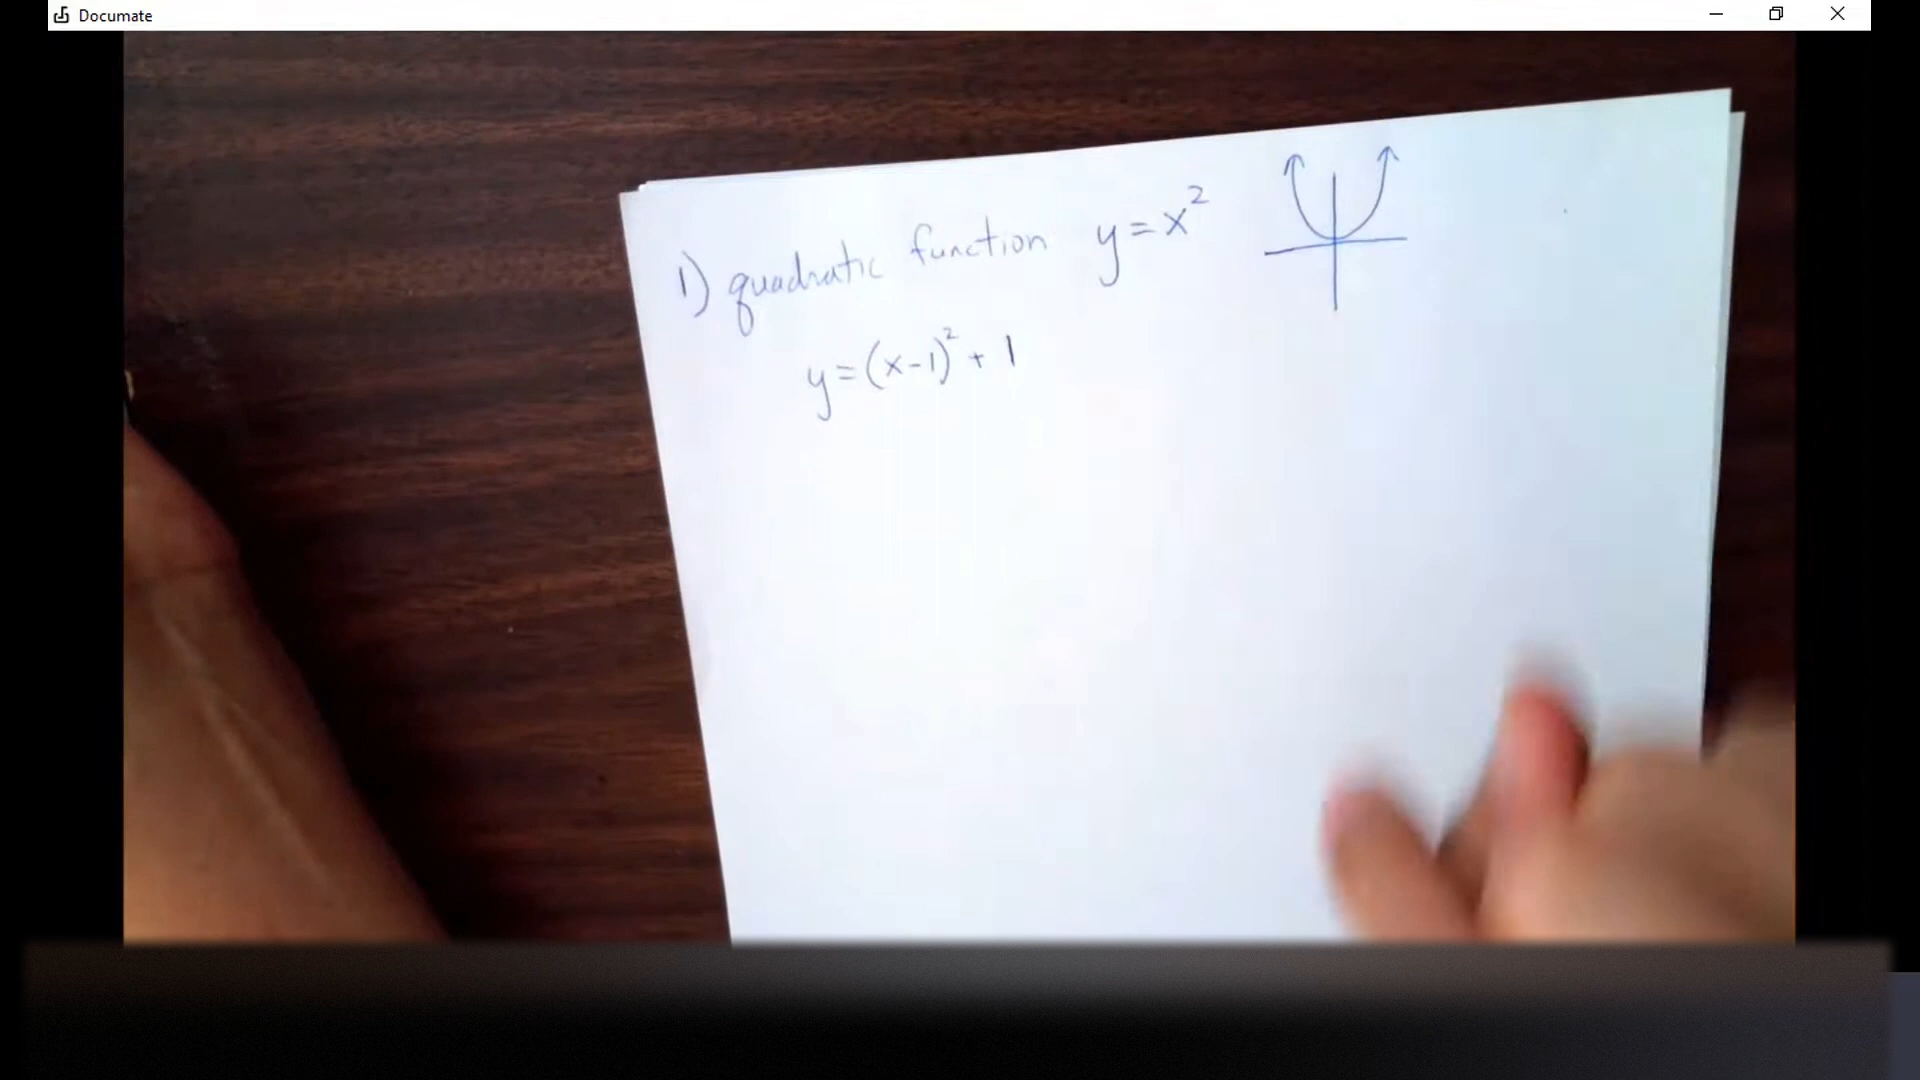 Documate
1) quadratic function y = x²
y = (x-1)² + 1